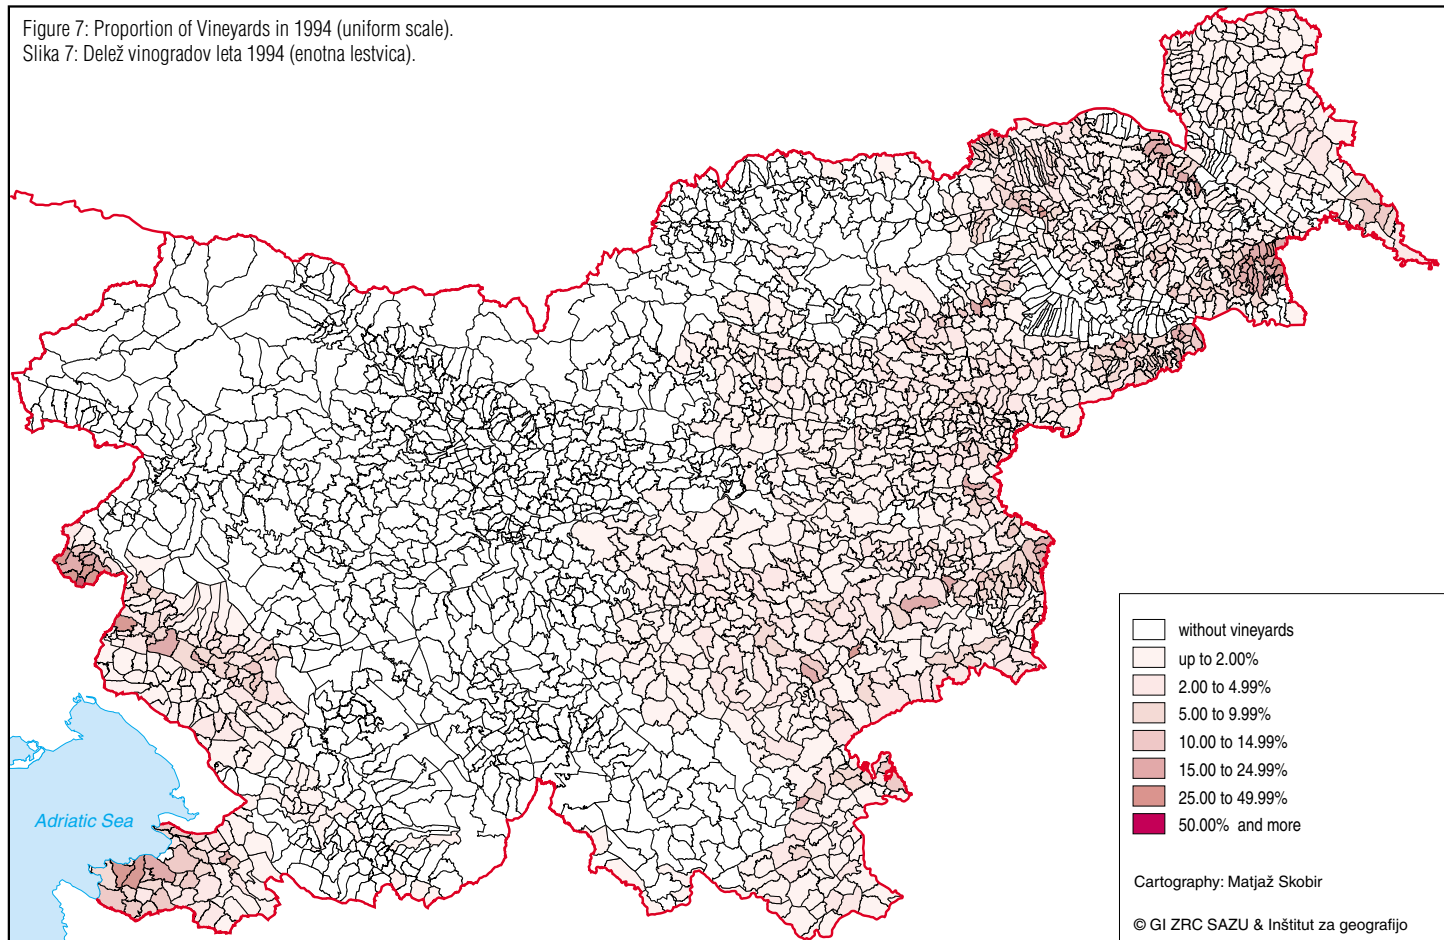 Figure 7: Proportion of Vineyards in 1994 (uniform scale).
Slika 7: Delež vinogradov leta 1994 (enotna lestvica).
Adriatic Sea
without vineyards
up to 2.00%
2.00 to 4.99%
5.00 to 9.99%
10.00 to 14.99%
15.00 to 24.99%
25.00 to 49.99%
50.00% and more
Cartography: Matjaž Skobir
© GI ZRC SAZU & Inštitut za geografijo